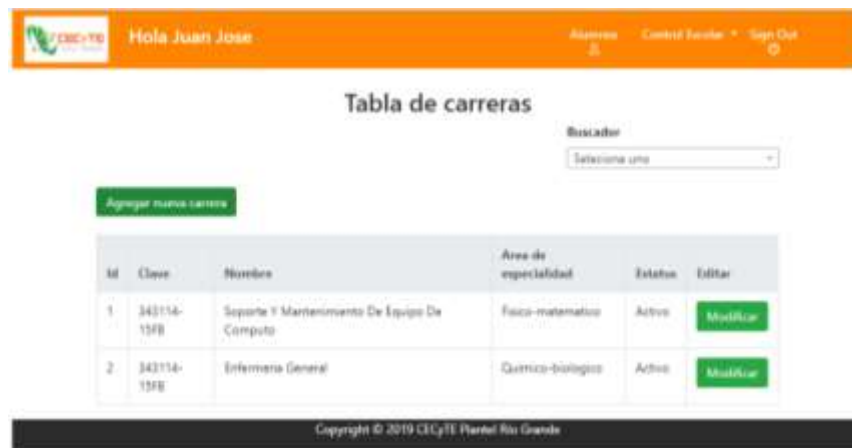 CECyTE
Hola Juan Jose
Alumnos
Control Escolar
Sign Out
Tabla de carreras
Buscador
Seleciona uno
Agregar nueva carrera
Id Clave Nombre Area de especialidad Estatus Editar
1 343114-15FB Soporte Y Mantenimiento De Equipo De Computo Fisico-matematico Activo Modificar
2 343114-15FB Enfermeria General Quimico-biologico Activo Modificar
Copyright © 2019 CECyTE Plantel Rio Grande